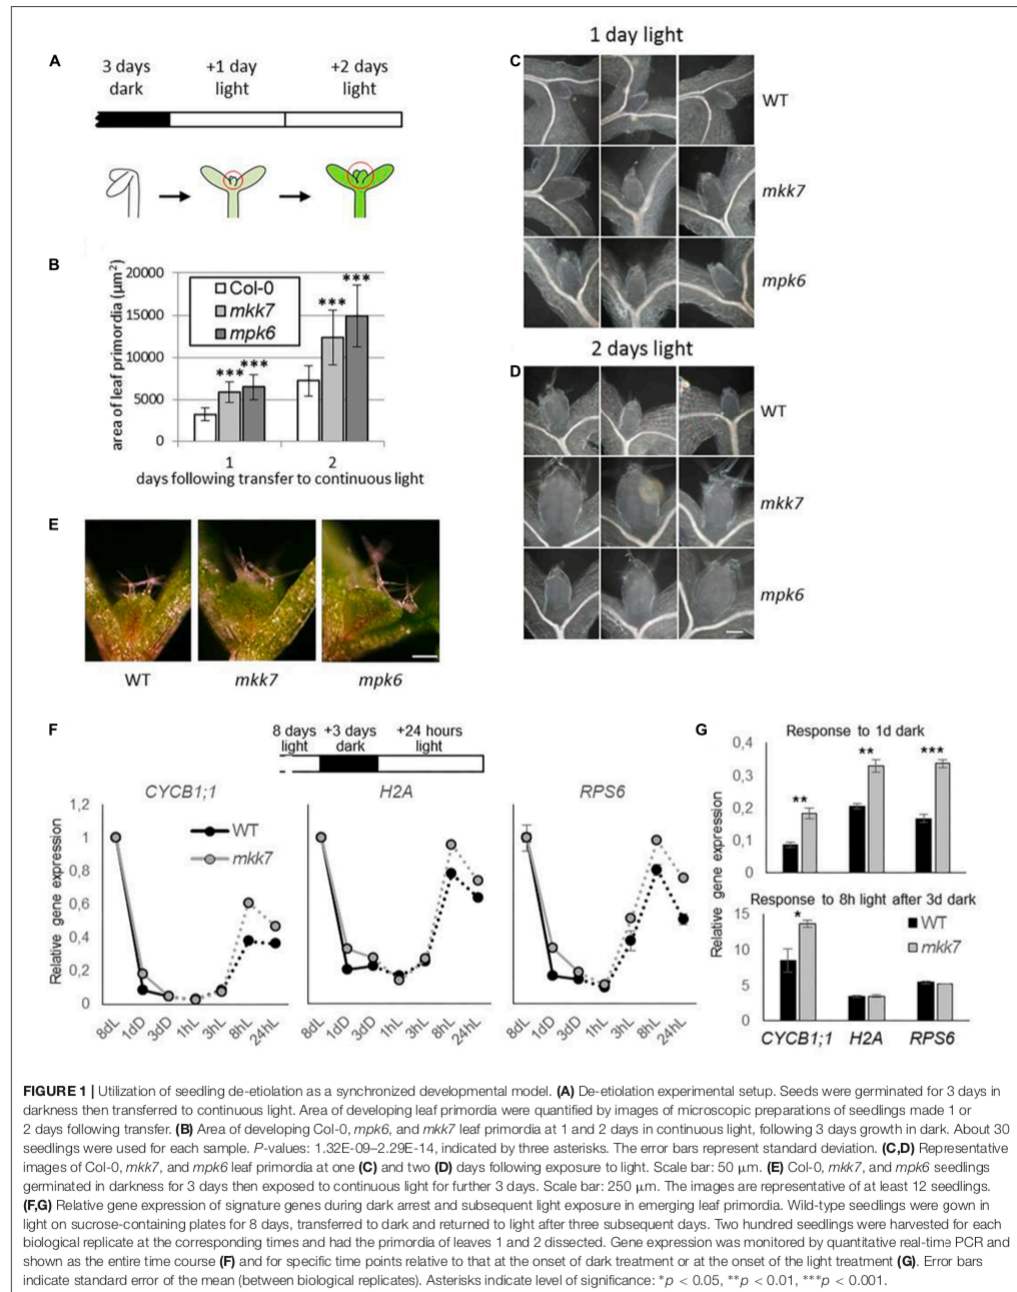 A
3 days
dark
+1 day
light
+2 days
light
B
area of leaf primordia (µm²)
20000
15000
10000
5000
0
Col-0
mkk7
mpk6
***
***
***
***
1
2
days following transfer to continuous light
1 day light
C
WT
mkk7
mpk6
2 days light
D
WT
mkk7
mpk6
E
WT
mkk7
mpk6
F
8 days
light
+3 days
dark
+24 hours
light
CYCB1;1
H2A
RPS6
Relative gene expression
1,2
1
0,8
0,6
0,4
0,2
0
WT
mkk7
8dL
1dD
3dD
1hL
3hL
8hL
24hL
8dL
1dD
3dD
1hL
3hL
8hL
24hL
8dL
1dD
3dD
1hL
3hL
8hL
24hL
G
Response to 1d dark
Relative gene expression
0,4
0,3
0,2
0,1
0
**
**
***
Response to 8h light after 3d dark
15
10
5
0
*
WT
mkk7
CYCB1;1
H2A
RPS6
FIGURE 1 | Utilization of seedling de-etiolation as a synchronized developmental model. (A) De-etiolation experimental setup. Seeds were germinated for 3 days in
darkness then transferred to continuous light. Area of developing leaf primordia were quantified by images of microscopic preparations of seedlings made 1 or
2 days following transfer. (B) Area of developing Col-0, mpk6, and mkk7 leaf primordia at 1 and 2 days in continuous light, following 3 days growth in dark. About 30
seedlings were used for each sample. P-values: 1.32E-09–2.29E-14, indicated by three asterisks. The error bars represent standard deviation. (C,D) Representative
images of Col-0, mkk7, and mpk6 leaf primordia at one (C) and two (D) days following exposure to light. Scale bar: 50 µm. (E) Col-0, mkk7, and mpk6 seedlings
germinated in darkness for 3 days then exposed to continuous light for further 3 days. Scale bar: 250 µm. The images are representative of at least 12 seedlings.
(F,G) Relative gene expression of signature genes during dark arrest and subsequent light exposure in emerging leaf primordia. Wild-type seedlings were gown in
light on sucrose-containing plates for 8 days, transferred to dark and returned to light after three subsequent days. Two hundred seedlings were harvested for each
biological replicate at the corresponding times and had the primordia of leaves 1 and 2 dissected. Gene expression was monitored by quantitative real-time PCR and
shown as the entire time course (F) and for specific time points relative to that at the onset of dark treatment or at the onset of the light treatment (G). Error bars
indicate standard error of the mean (between biological replicates). Asterisks indicate level of significance: *p < 0.05, **p < 0.01, ***p < 0.001.